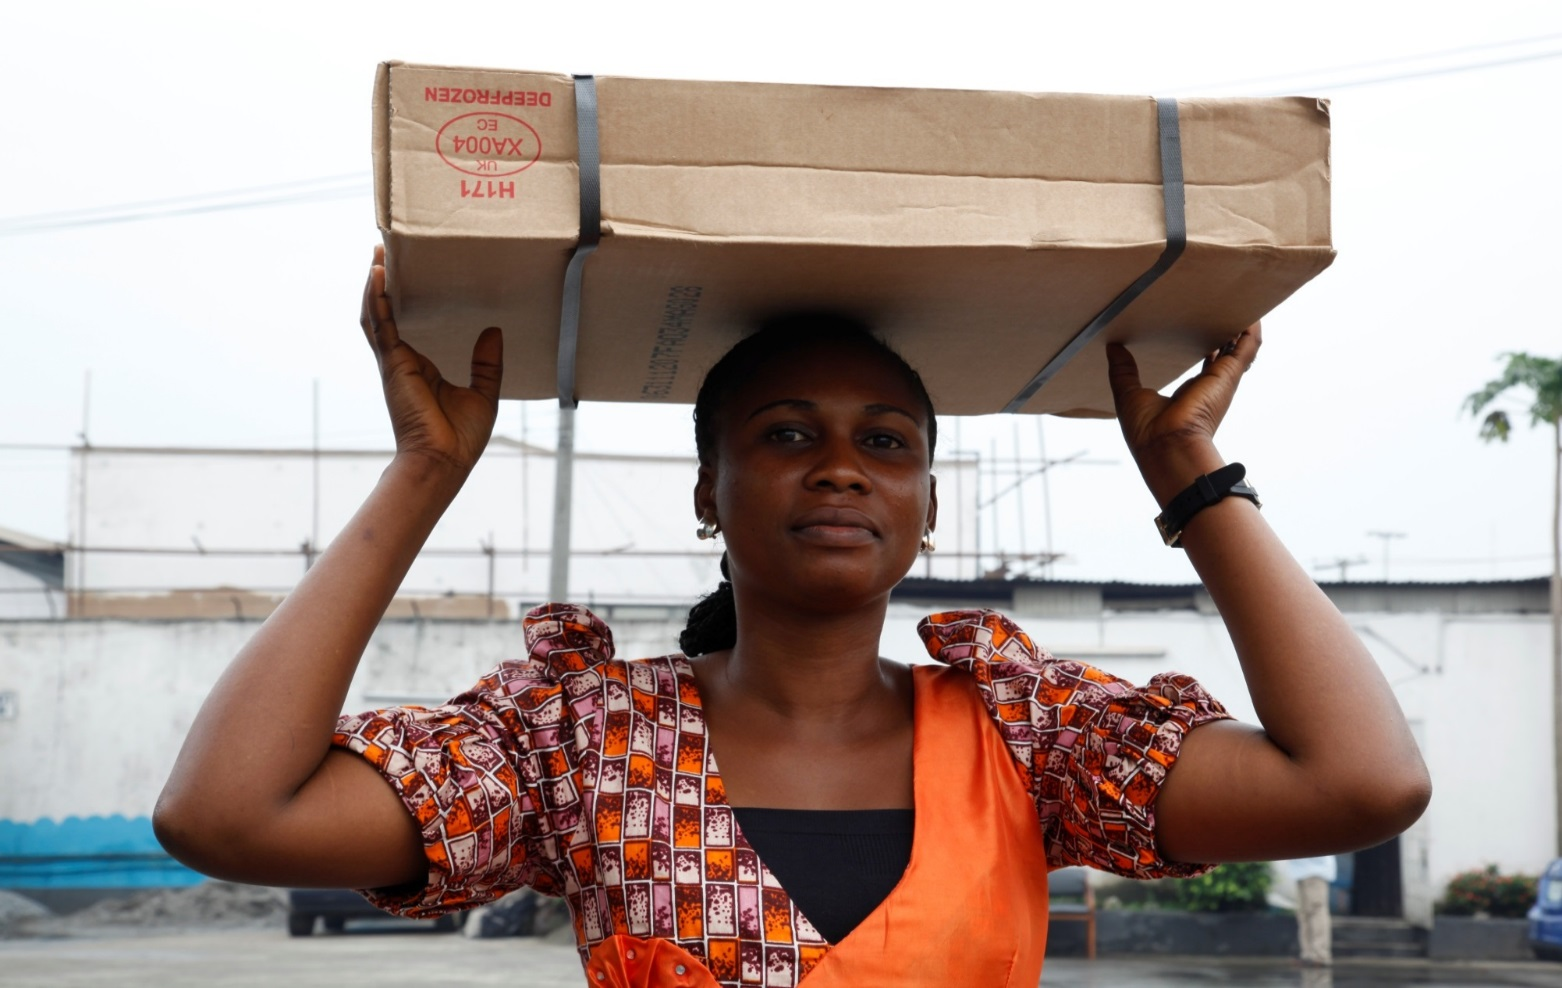 H171
UK
XA004
EC
DEEPFROZEN